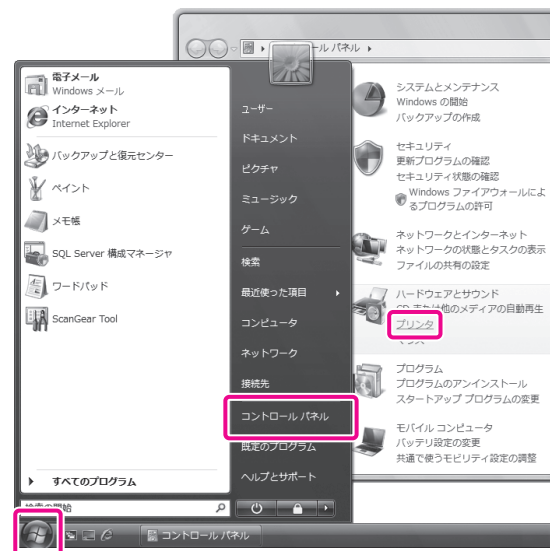 ール パネル
電子メール
Windows メール
インターネット
Internet Explorer
バックアップと復元センター
ペイント
メモ帳
SQL Server 構成マネージャ
ワードパッド
ScanGear Tool
すべてのプログラム
検索の開始
ユーザー
ドキュメント
ピクチャ
ミュージック
ゲーム
検索
最近使った項目
コンピュータ
ネットワーク
接続先
コントロール パネル
既定のプログラム
ヘルプとサポート
システムとメンテナンス
Windows の開始
バックアップの作成
セキュリティ
更新プログラムの確認
セキュリティ状態の確認
Windows ファイアウォールによ
るプログラムの許可
ネットワークとインターネット
ネットワークの状態とタスクの表示
ファイルの共有の設定
ハードウェアとサウンド
CD または他のメディアの自動再生
プリンタ
マウス
プログラム
プログラムのアンインストール
スタートアップ プログラムの変更
モバイル コンピュータ
バッテリ設定の変更
共通で使うモビリティ設定の調整
コントロール パネル